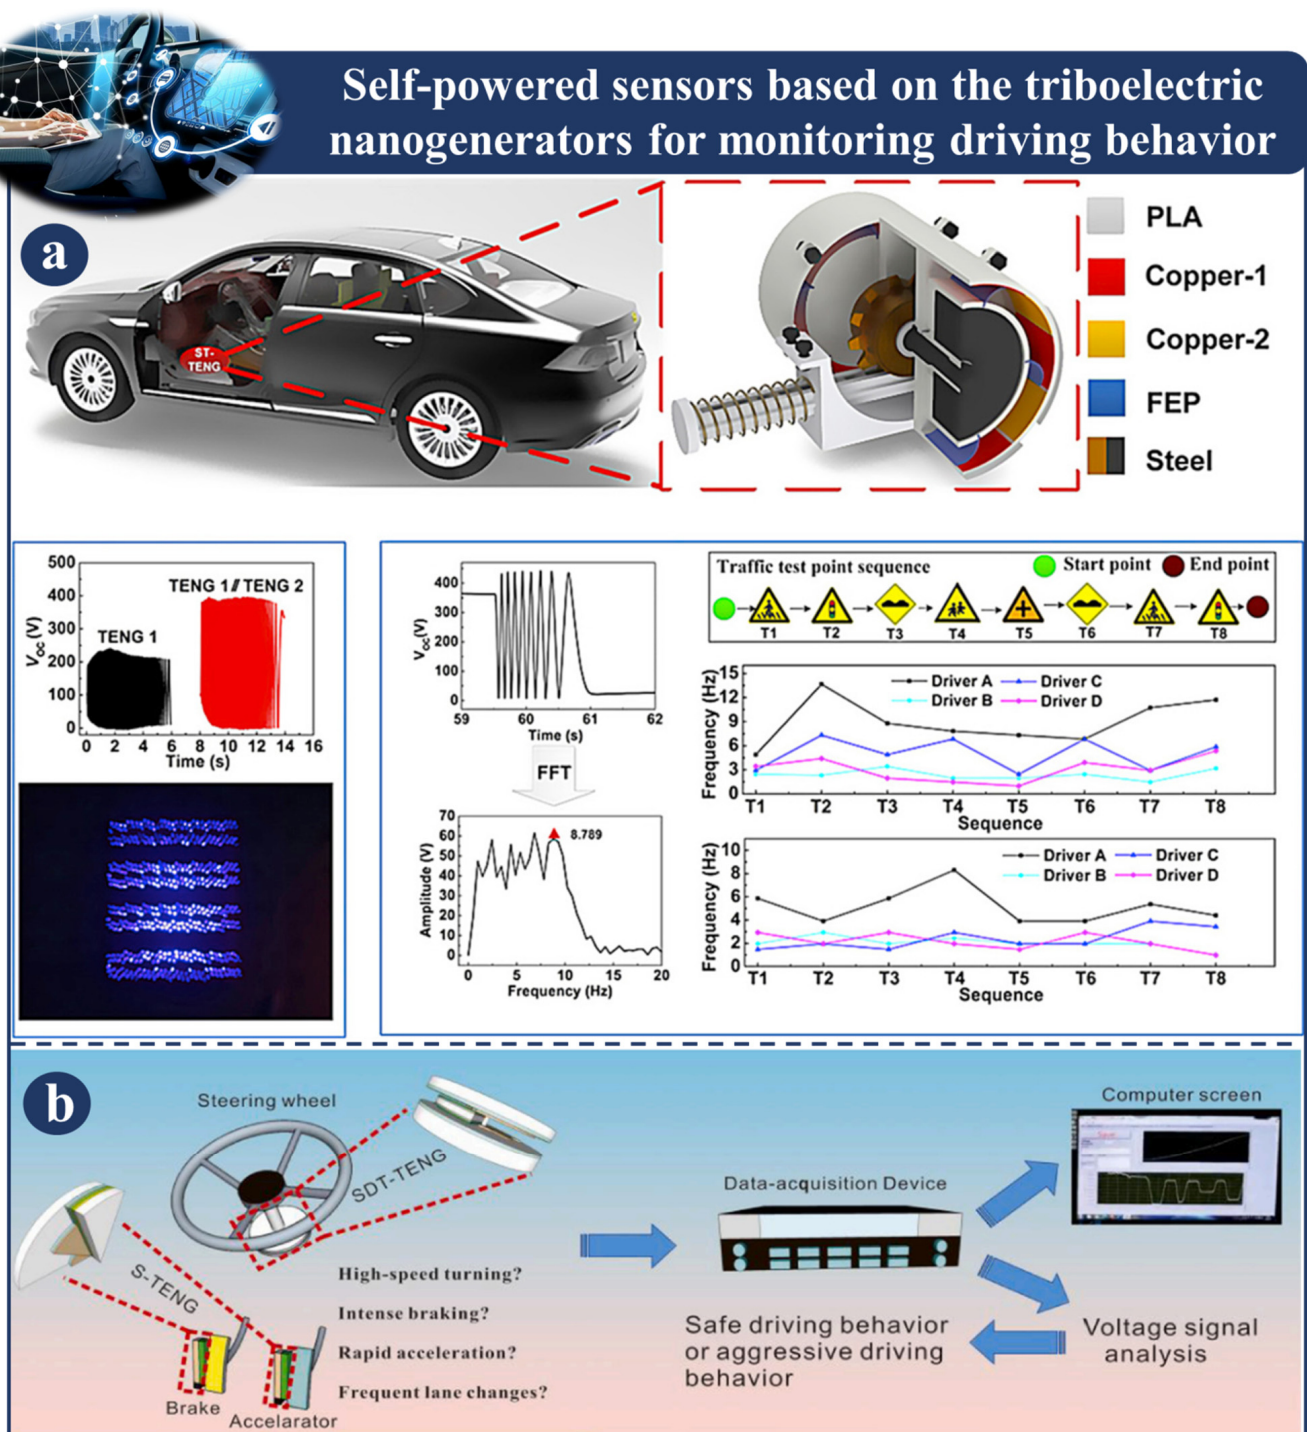 Self-powered sensors based on the triboelectric
nanogenerators for monitoring driving behavior
a
ST-
TENG
PLA
Copper-1
Copper-2
FEP
Steel
500
400
300
200
100
0
V_OC (V)
TENG 1
TENG 1//TENG 2
0 2 4 6 8 10 12 14 16
Time (s)
400
300
200
100
0
V_OC(V)
59 60 61 62
Time (s)
FFT
70
60
50
40
30
20
10
0
Amplitude (V)
8.789
0 5 10 15 20
Frequency (Hz)
Traffic test point sequence
Start point
End point
T1 T2 T3 T4 T5 T6 T7 T8
15
12
9
6
3
0
Frequency (Hz)
Driver A
Driver B
Driver C
Driver D
T1 T2 T3 T4 T5 T6 T7 T8
Sequence
10
8
6
4
2
0
Frequency (Hz)
Driver A
Driver B
Driver C
Driver D
T1 T2 T3 T4 T5 T6 T7 T8
Sequence
b
Steering wheel
SDT-TENG
S-TENG
Brake
Accelarator
High-speed turning?
Intense braking?
Rapid acceleration?
Frequent lane changes?
Data-acquisition Device
Computer screen
Safe driving behavior
or aggressive driving
behavior
Voltage signal
analysis